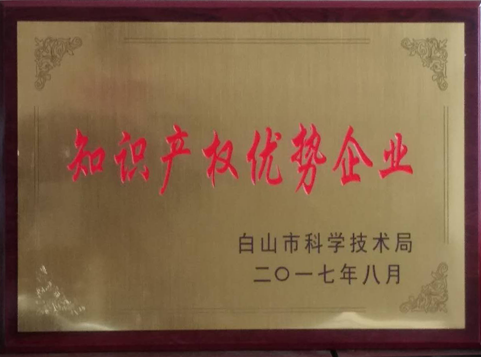 知识产权优势企业
白山市科学技术局
二〇一七年八月